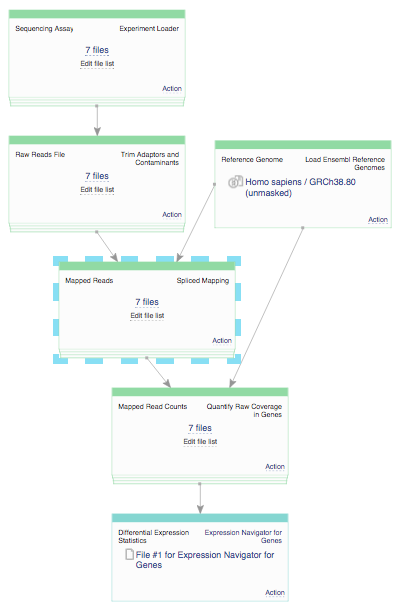 Sequencing Assay
Experiment Loader
7 files
Edit file list
Action
Raw Reads File
Trim Adaptors and
Contaminants
7 files
Edit file list
Action
Reference Genome
Load Ensembl Reference
Genomes
Homo sapiens / GRCh38.80
(unmasked)
Action
Mapped Reads
Spliced Mapping
7 files
Edit file list
Action
Mapped Read Counts
Quantify Raw Coverage
in Genes
7 files
Edit file list
Action
Differential Expression
Statistics
Expression Navigator for
Genes
File #1 for Expression Navigator for
Genes
Action